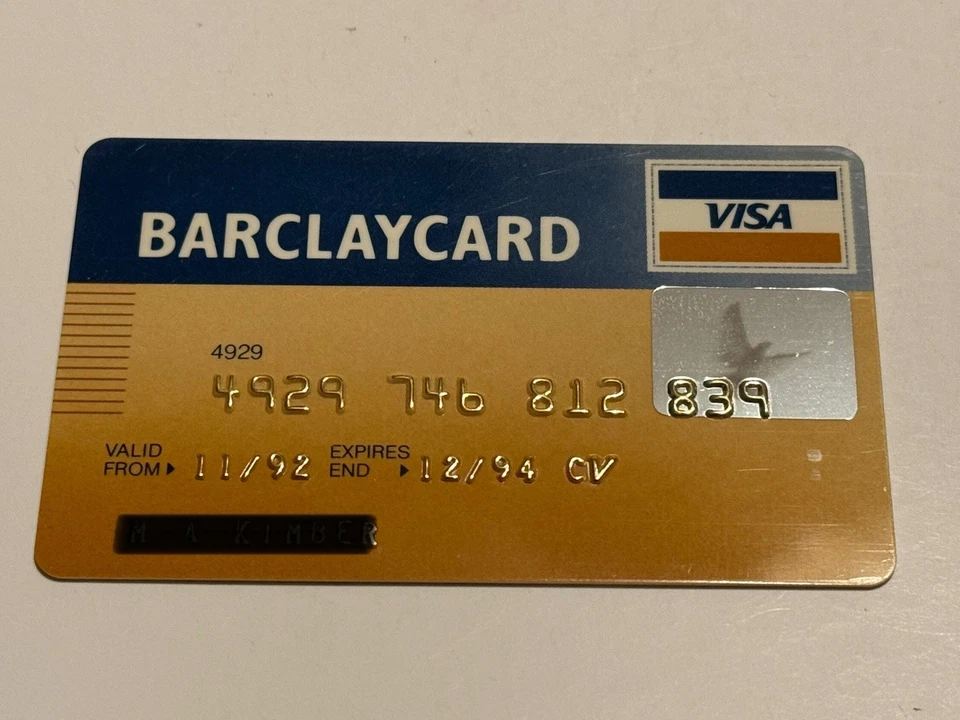 BARCLAYCARD
VISA
4929
4929 746 812 839
VALID FROM 11/92 EXPIRES END 12/94 CV